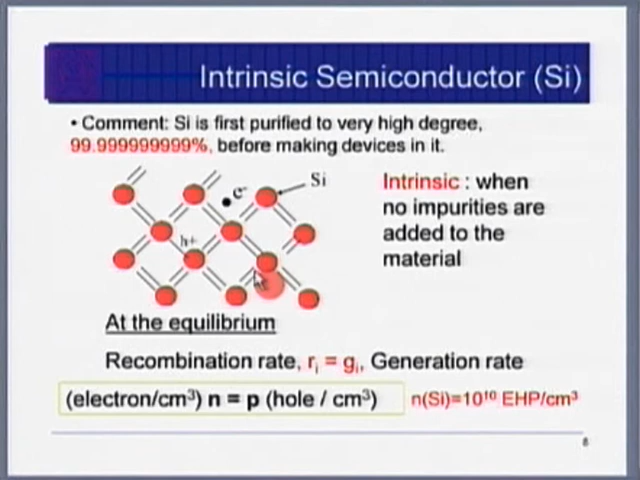 Intrinsic Semiconductor (Si)
• Comment: Si is first purified to very high degree,
99.999999999%, before making devices in it.
e-
Si
h+
Intrinsic : when
no impurities are
added to the
material
At the equilibrium
Recombination rate, rᵢ = gᵢ, Generation rate
(electron/cm³) n = p (hole / cm³)
n(Si)=10¹⁰ EHP/cm³
8